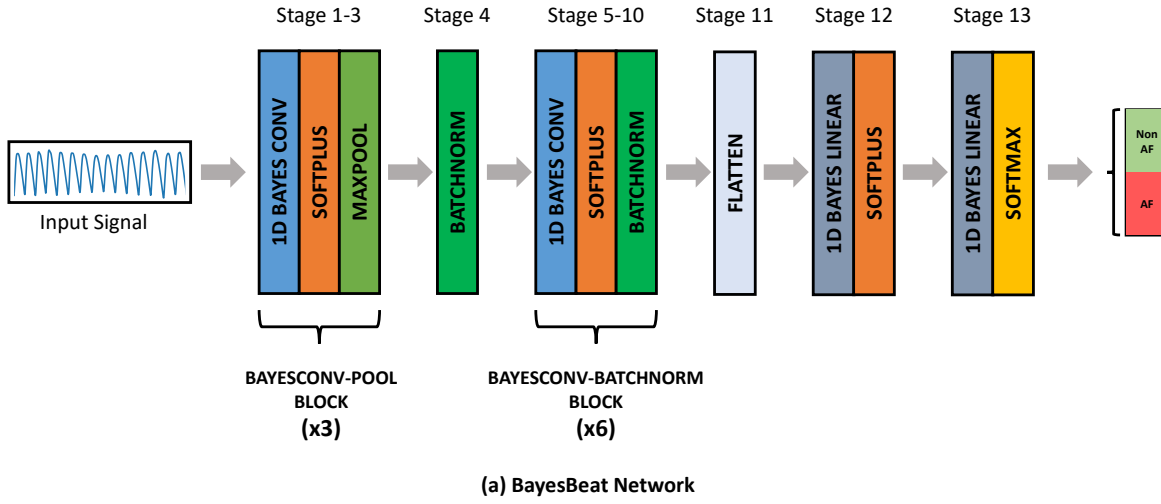 Stage 1-3
Stage 4
Stage 5-10
Stage 11
Stage 12
Stage 13
Input Signal
1D BAYES CONV
SOFTPLUS
MAXPOOL
BATCHNORM
1D BAYES CONV
SOFTPLUS
BATCHNORM
FLATTEN
1D BAYES LINEAR
SOFTPLUS
1D BAYES LINEAR
SOFTMAX
Non
AF
AF
BAYESCONV-POOL
BLOCK
(x3)
BAYESCONV-BATCHNORM
BLOCK
(x6)
(a) BayesBeat Network